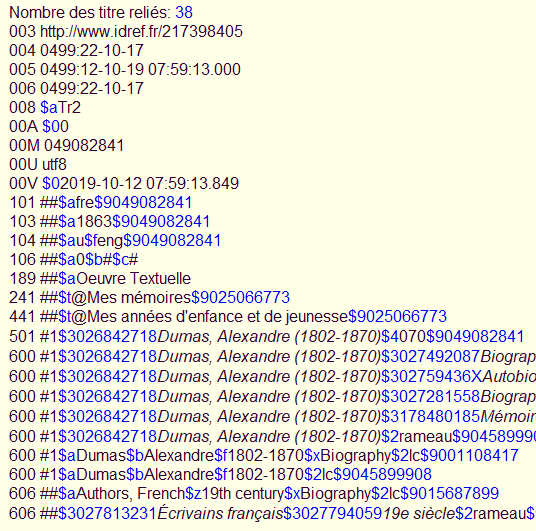 Nombre des titre reliés: 38
003 http://www.idref.fr/217398405
004 0499:22-10-17
005 0499:12-10-19 07:59:13.000
006 0499:22-10-17
008 $aTr2
00A $00
00M 049082841
00U utf8
00V $02019-10-12 07:59:13.849
101 ##$afre$9049082841
103 ##$a1863$9049082841
104 ##$au$feng$9049082841
106 ##$a0$b#$c#
189 ##$aOeuvre Textuelle
241 ##$t@Mes mémoires$9025066773
441 ##$t@Mes années d'enfance et de jeunesse$9025066773
501 #1$3026842718Dumas, Alexandre (1802-1870)$4070$9049082841
600 #1$3026842718Dumas, Alexandre (1802-1870)$3027492087Biograp
600 #1$3026842718Dumas, Alexandre (1802-1870)$302759436XAutobio
600 #1$3026842718Dumas, Alexandre (1802-1870)$3027281558Biograp
600 #1$3026842718Dumas, Alexandre (1802-1870)$3178480185Mémoir
600 #1$3026842718Dumas, Alexandre (1802-1870)$2rameau$904589990
600 #1$aDumas$bAlexandre$f1802-1870$xBiography$2lc$9001108417
600 #1$aDumas$bAlexandre$f1802-1870$2lc$9045899908
606 ##$aAuthors, French$z19th century$xBiography$2lc$9015687899
606 ##$3027813231Écrivains français$302779405919e siècle$2rameau$